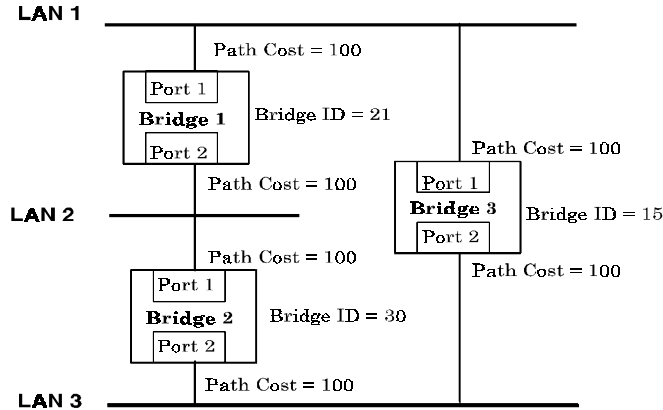 LAN 1
Path Cost = 100
Port 1
Bridge 1
Bridge ID = 21
Port 2
Path Cost = 100
Path Cost = 100
Port 1
Bridge 3
Bridge ID = 15
Port 2
Path Cost = 100
LAN 2
Path Cost = 100
Port 1
Bridge 2
Bridge ID = 30
Port 2
Path Cost = 100
LAN 3